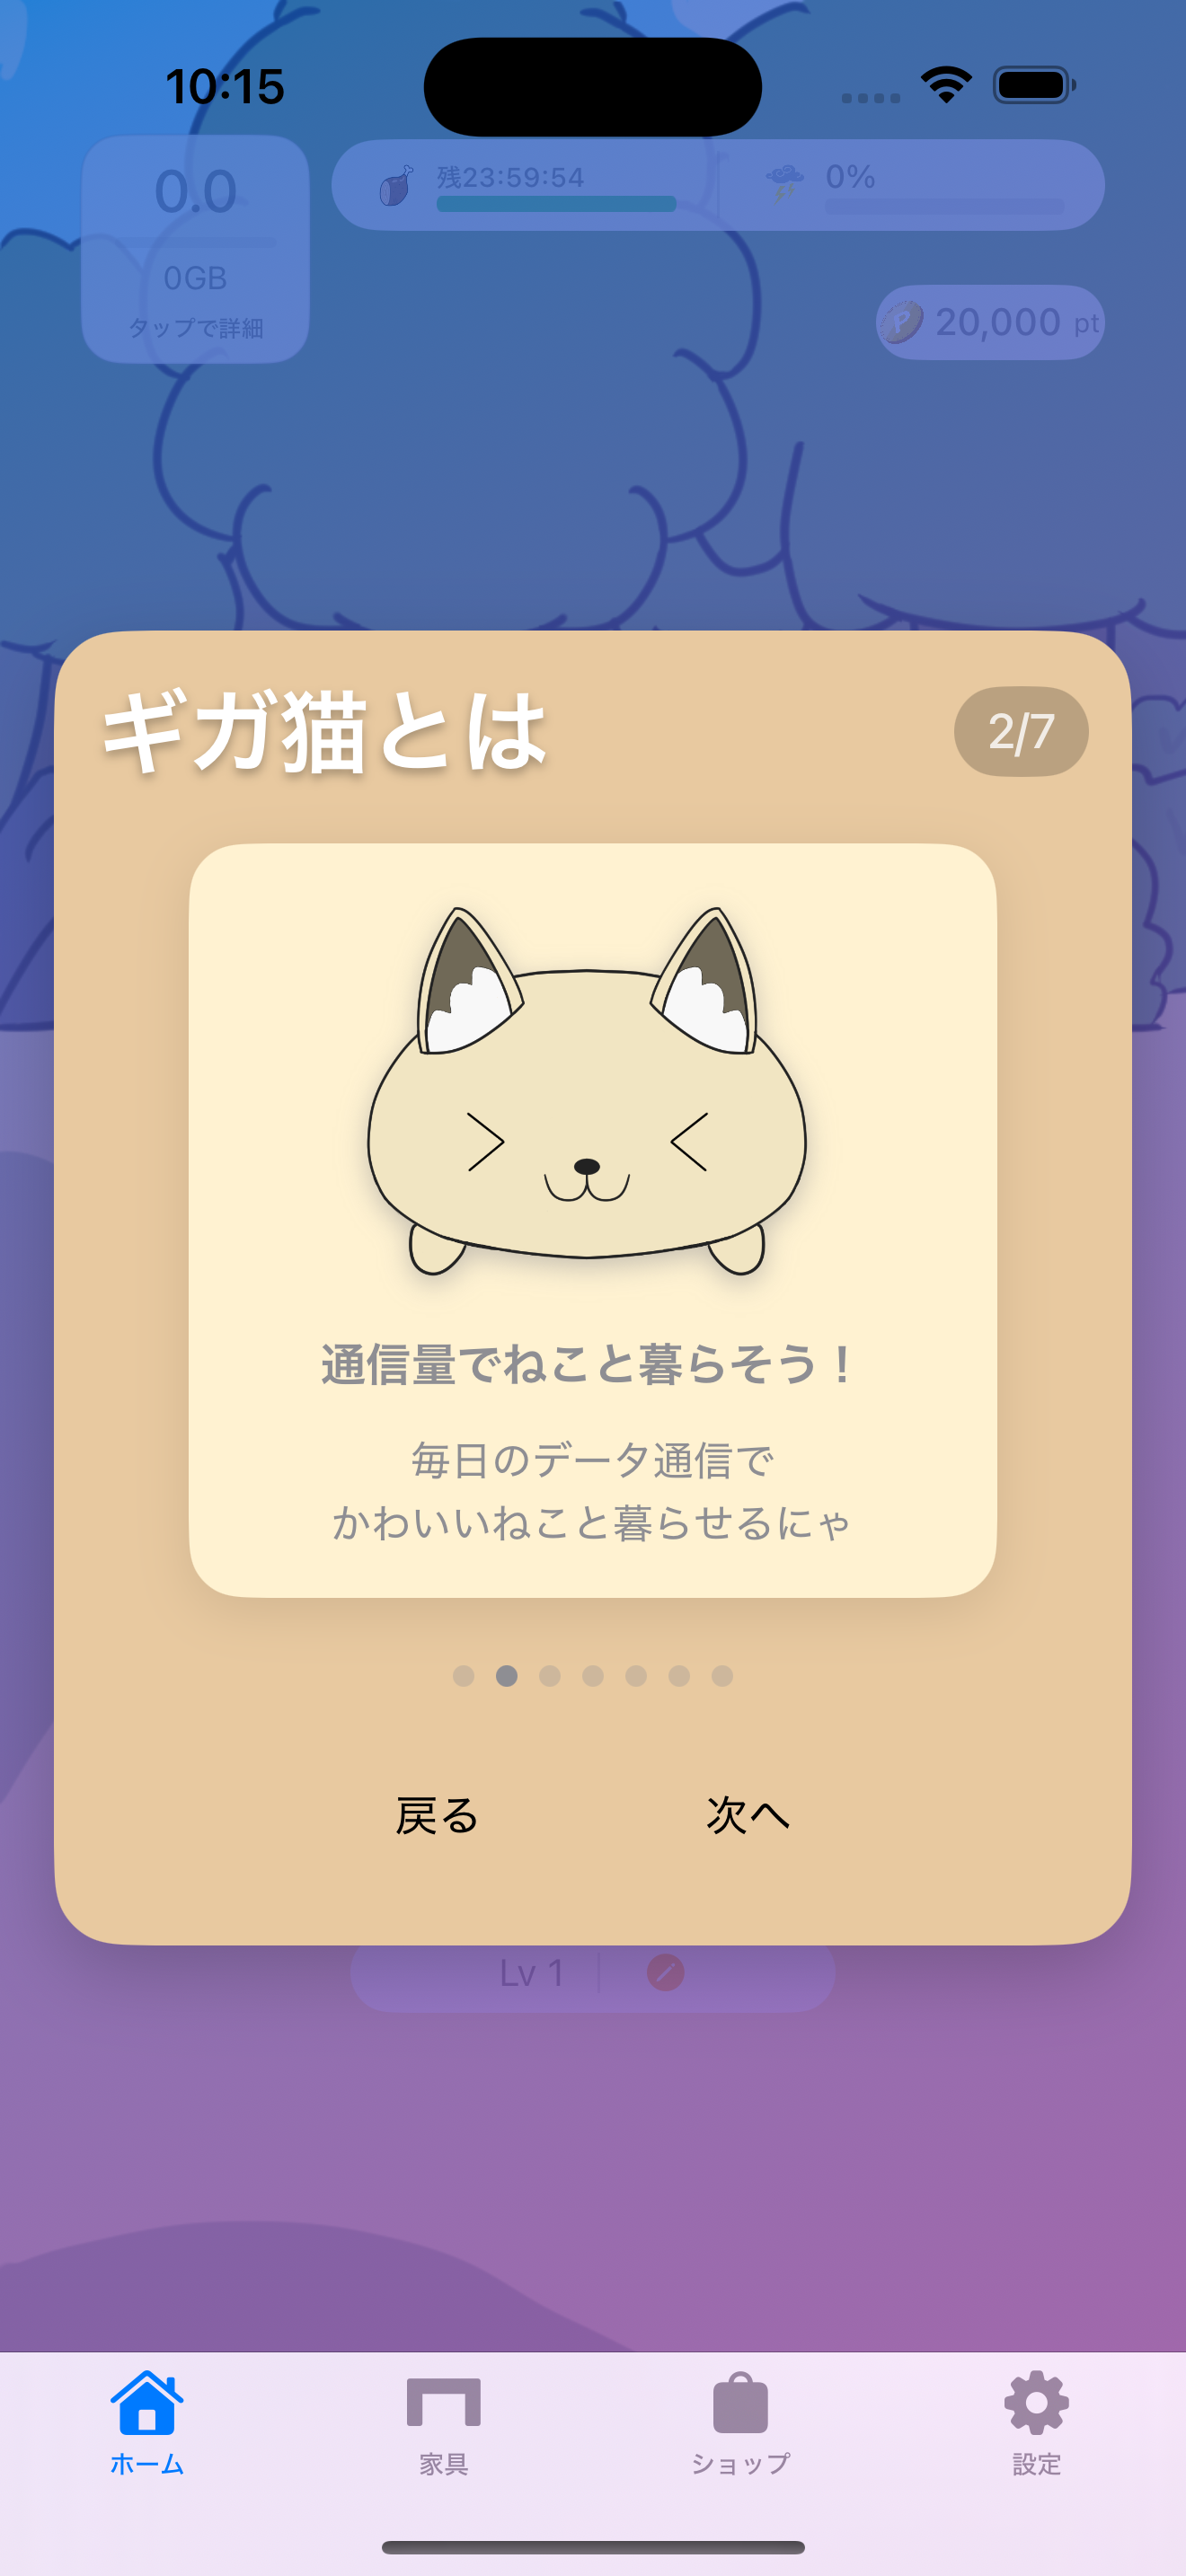 10:15
0.0
0GB
タップで詳細
残23:59:54
0%
P
20,000 pt
ギガ猫とは
2/7
通信量でねこと暮らそう！
毎日のデータ通信で
かわいいねこと暮らせるにゃ
戻る
次へ
Lv 1
ホーム
家具
ショップ
設定